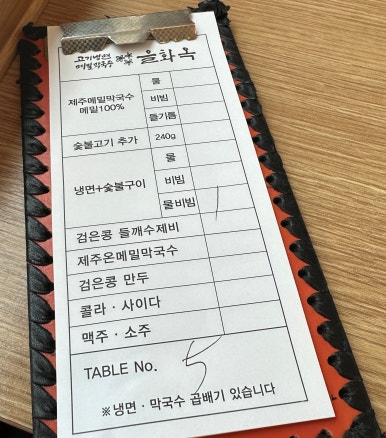 고기냉면
메밀막국수 을화옥
제주메밀막국수 메밀100% 물
비빔
들기름
숯불고기 추가 240g
냉면+숯불구이 물
비빔
물비빔 /
검은콩 들깨수제비
제주온메밀막국수
검은콩 만두
콜라 · 사이다
맥주 · 소주
TABLE No. 5
※냉면 · 막국수 곱배기 있습니다